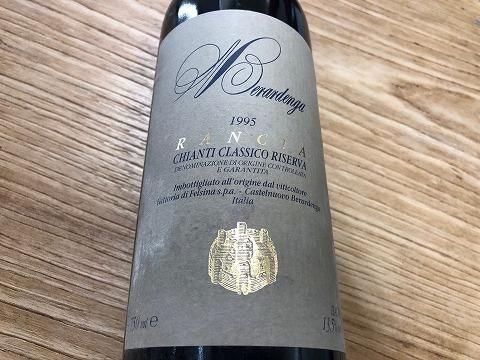 Berardenga
1995
RANCIA
CHIANTI CLASSICO RISERVA
DENOMINAZIONE DI ORIGINE CONTROLLATA
E GARANTITA
Imbottigliato all'origine dal viticoltore
Fattoria di Felsina s.p.a. - Castelnuovo Berardenga
Italia
750 ml e
13,5%